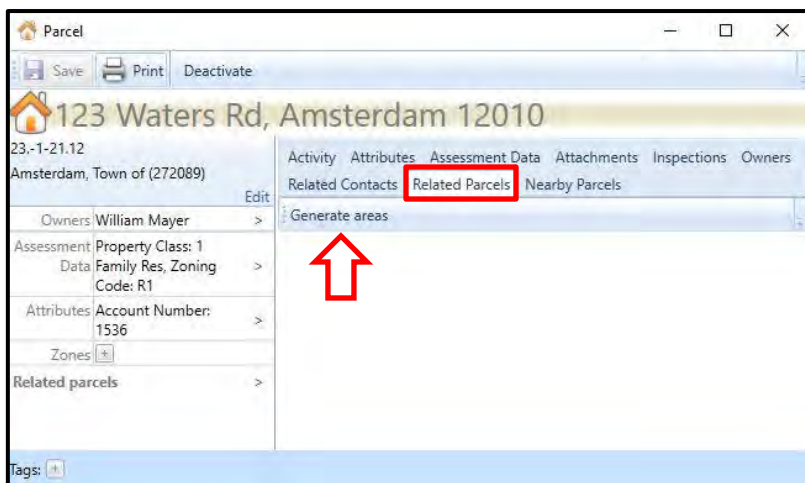 Parcel
Save Print Deactivate
123 Waters Rd, Amsterdam 12010
23.-1-21.12
Amsterdam, Town of (272089)
Edit
Owners William Mayer >
Assessment Data Property Class: 1
Family Res, Zoning >
Code: R1
Attributes Account Number:
1536 >
Zones +
Related parcels >
Activity Attributes Assessment Data Attachments Inspections Owners
Related Contacts Related Parcels Nearby Parcels
Generate areas
Tags: +